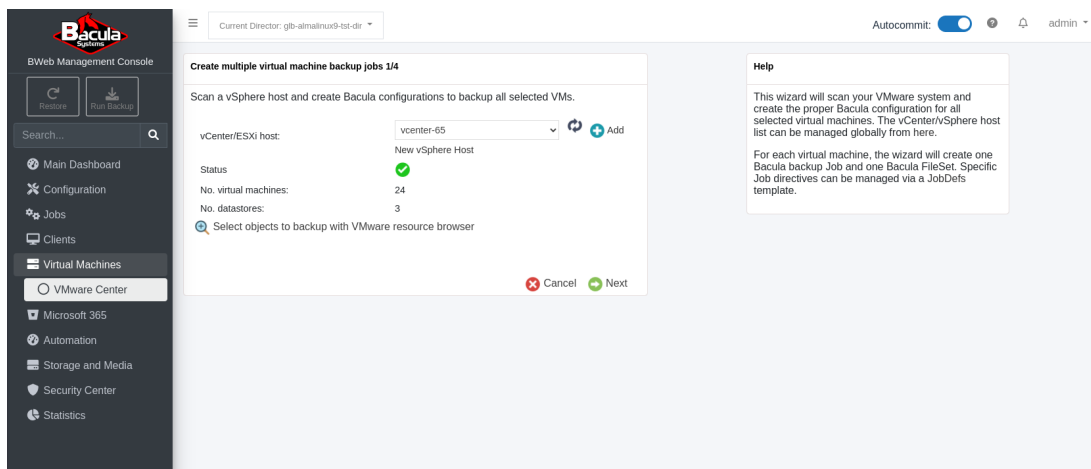 Bacula
Systems
BWeb Management Console
Restore
Run Backup
Search...
Main Dashboard
Configuration
Jobs
Clients
Virtual Machines
VMware Center
Microsoft 365
Automation
Storage and Media
Security Center
Statistics
Current Director: glb-almalinux9-tst-dir
Autocommit:
admin
Create multiple virtual machine backup jobs 1/4
Scan a vSphere host and create Bacula configurations to backup all selected VMs.
vCenter/ESXi host:
vcenter-65
Add
New vSphere Host
Status
No. virtual machines:
24
No. datastores:
3
Select objects to backup with VMware resource browser
Cancel
Next
Help
This wizard will scan your VMware system and
create the proper Bacula configuration for all
selected virtual machines. The vCenter/vSphere host
list can be managed globally from here.
For each virtual machine, the wizard will create one
Bacula backup Job and one Bacula FileSet. Specific
Job directives can be managed via a JobDefs
template.